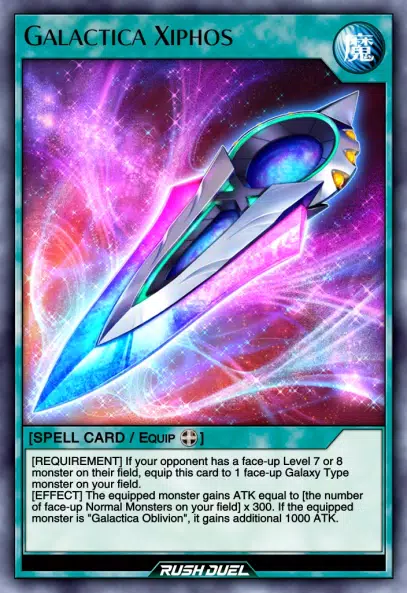 Galactica Xiphos
魔
[SPELL CARD / EQUIP ]
[REQUIREMENT] If your opponent has a face-up Level 7 or 8
monster on their field, equip this card to 1 face-up Galaxy Type
monster on your field.
[EFFECT] The equipped monster gains ATK equal to [the number
of face-up Normal Monsters on your field] x 300. If the equipped
monster is "Galactica Oblivion", it gains additional 1000 ATK.
RUSH DUEL